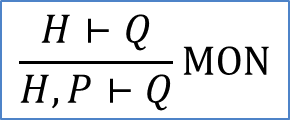 H ⊢ Q
MON
H, P ⊢ Q